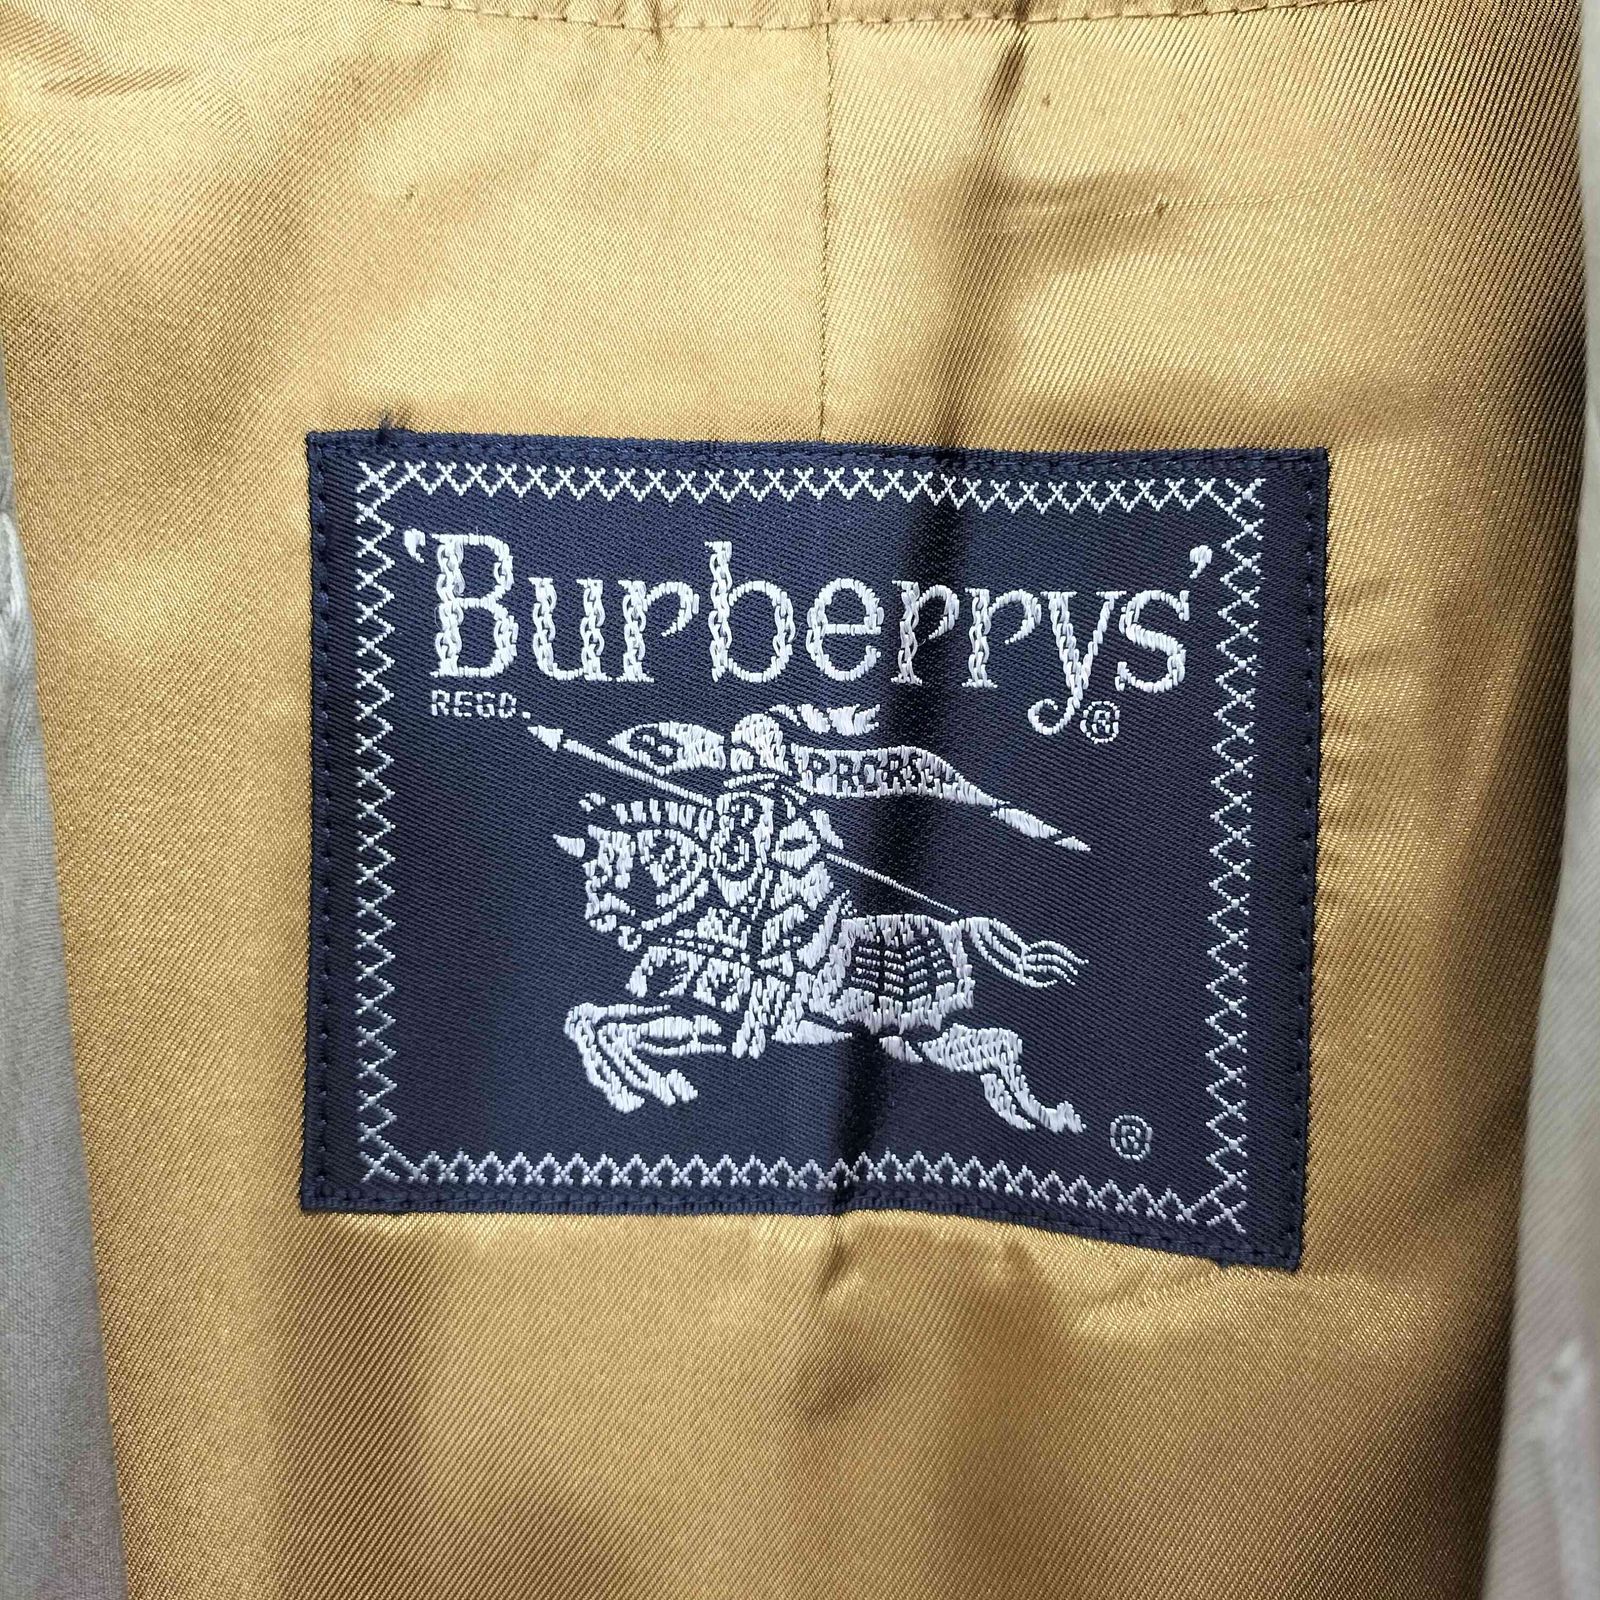 'Burberrys'®
REGD.
B PRORSUM
B
®